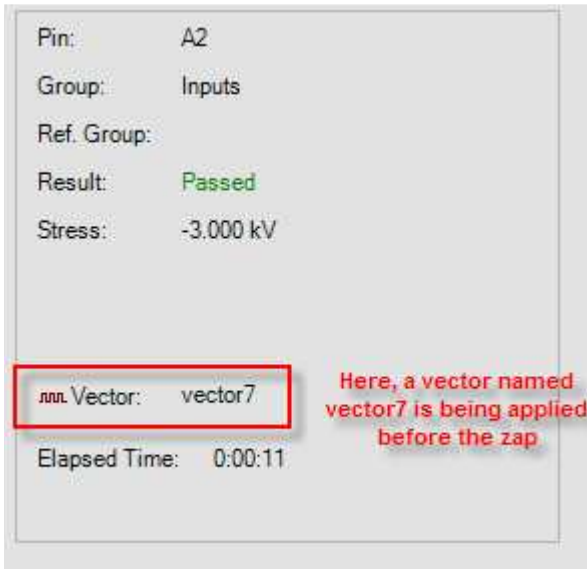 Pin: A2
Group: Inputs
Ref. Group:
Result: Passed
Stress: -3.000 kV
Vector: vector7
Here, a vector named
vector7 is being applied
before the zap
Elapsed Time: 0:00:11